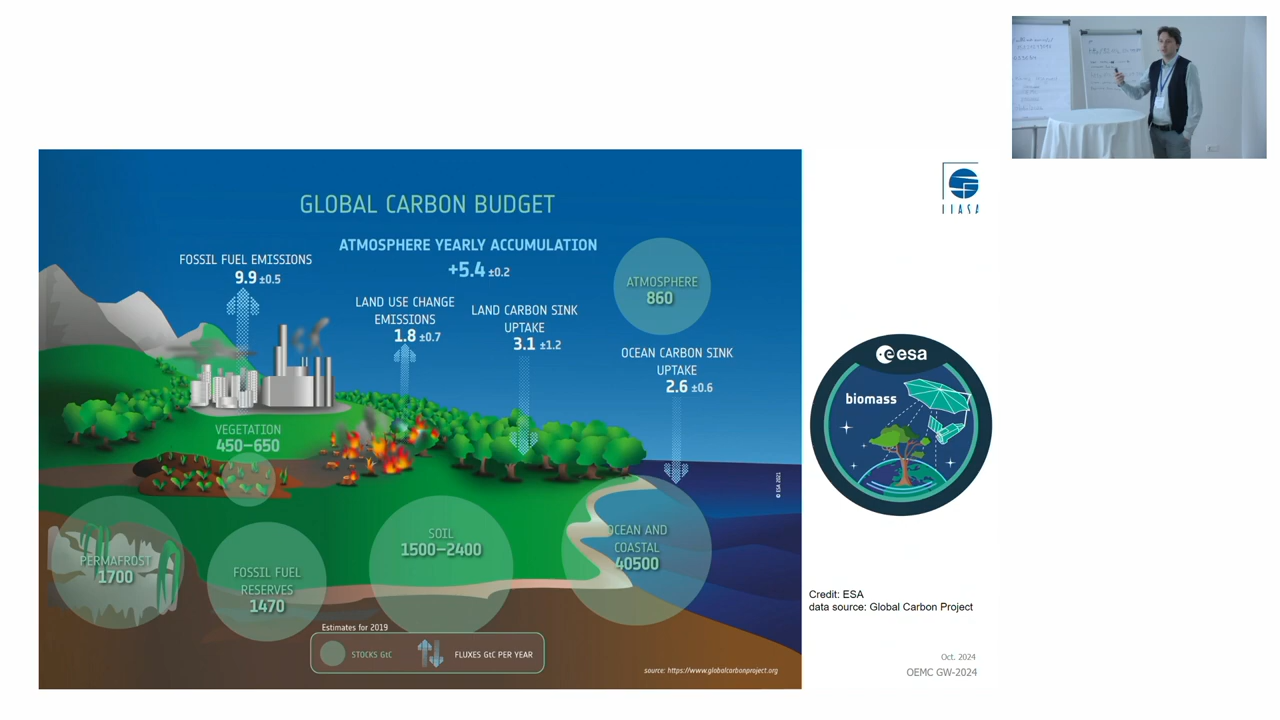 GLOBAL CARBON BUDGET
ATMOSPHERE YEARLY ACCUMULATION
+5.4 ±0.2
FOSSIL FUEL EMISSIONS
9.9 ±0.5
LAND USE CHANGE
EMISSIONS
1.8 ±0.7
LAND CARBON SINK
UPTAKE
3.1 ±1.2
ATMOSPHERE
860
OCEAN CARBON SINK
UPTAKE
2.6 ±0.6
VEGETATION
450–650
PERMAFROST
1700
FOSSIL FUEL
RESERVES
1470
SOIL
1500–2400
OCEAN AND
COASTAL
40500
© ESA 2021
Estimates for 2019
STOCKS GtC
FLUXES GtC PER YEAR
source: https://www.globalcarbonproject.org
IIASA
esa
biomass
Credit: ESA
data source: Global Carbon Project
Oct. 2024
OEMC GW-2024